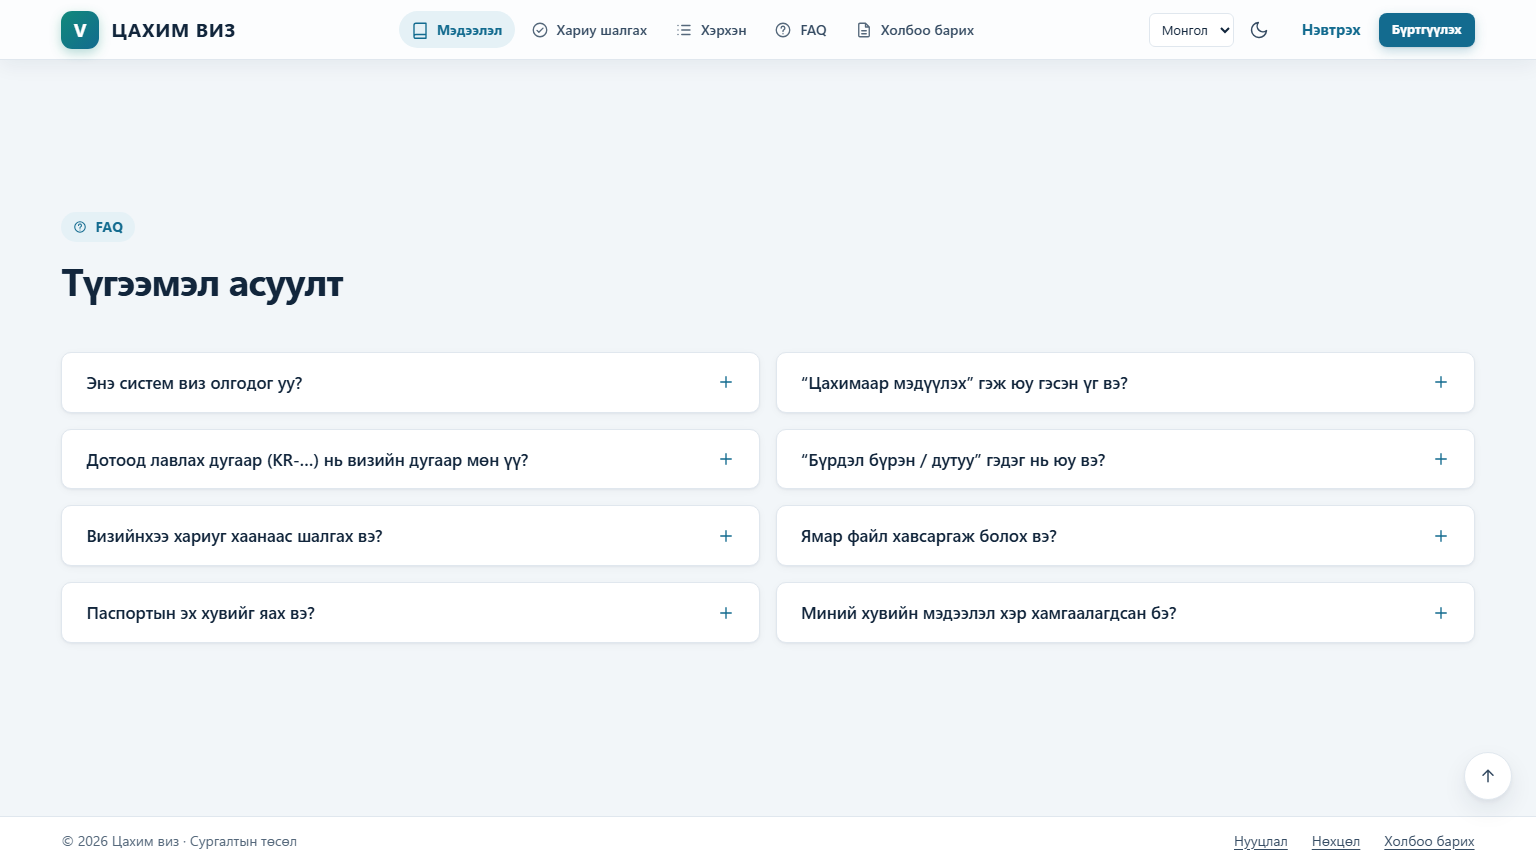 V ЦАХИМ ВИЗ
Мэдээлэл
Хариу шалгах
Хэрхэн
FAQ
Холбоо барих
Монгол
Нэвтрэх
Бүртгүүлэх
FAQ
Түгээмэл асуулт
Энэ систем виз олгодог уу?
“Цахимаар мэдүүлэх” гэж юу гэсэн үг вэ?
Дотоод лавлах дугаар (KR-…) нь визийн дугаар мөн үү?
“Бүрдэл бүрэн / дутуу” гэдэг нь юу вэ?
Визийнхээ хариуг хаанаас шалгах вэ?
Ямар файл хавсаргаж болох вэ?
Паспортын эх хувийг яах вэ?
Миний хувийн мэдээлэл хэр хамгаалагдсан бэ?
© 2026 Цахим виз · Сургалтын төсөл
Нууцлал
Нөхцөл
Холбоо барих